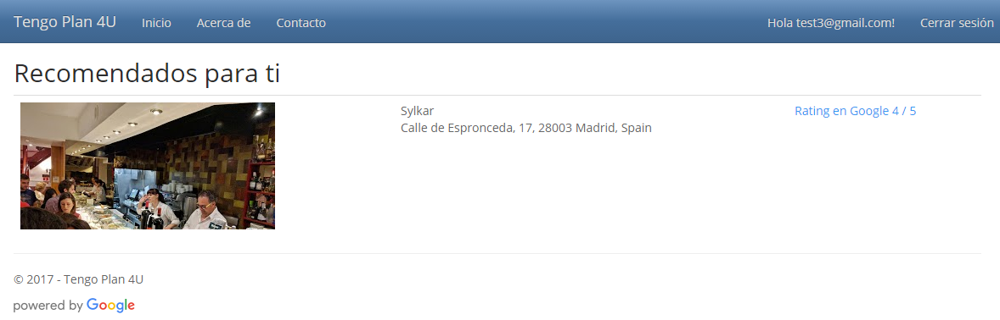 Tengo Plan 4U Inicio Acerca de Contacto Hola test3@gmail.com! Cerrar sesión
Recomendados para ti
Sylkar Rating en Google 4 / 5
Calle de Espronceda, 17, 28003 Madrid, Spain
© 2017 - Tengo Plan 4U
powered by Google